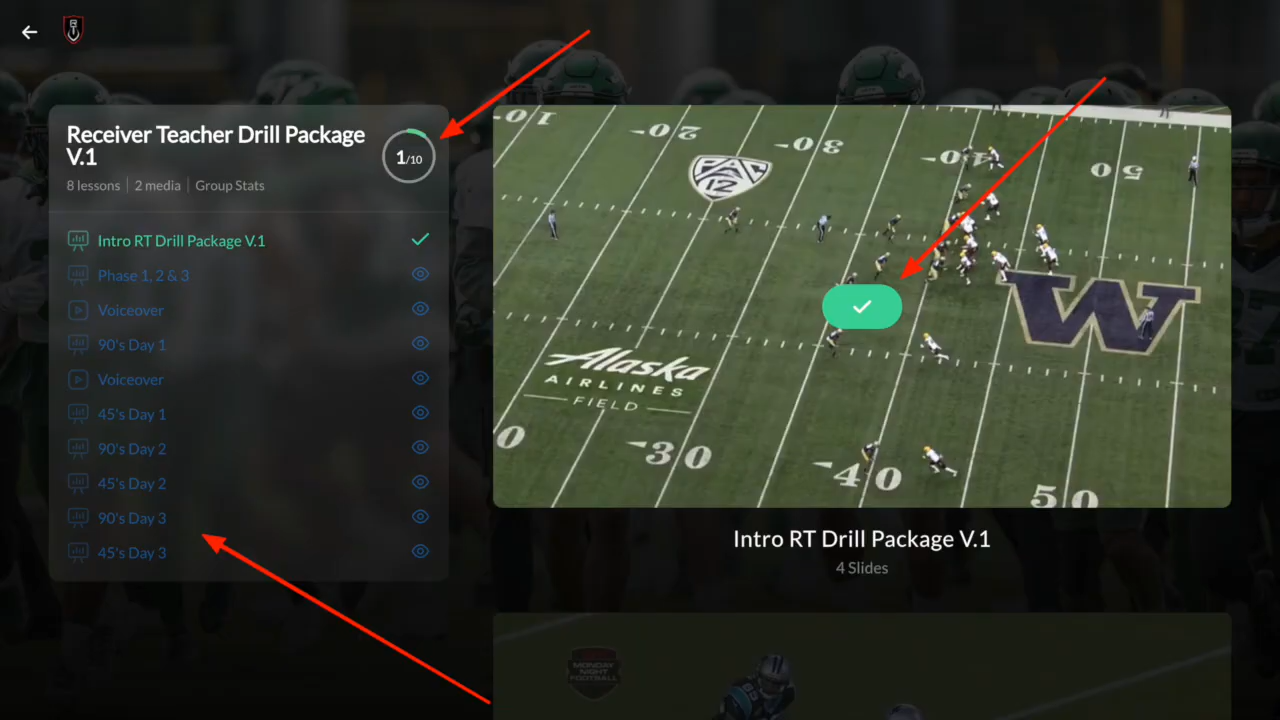 Receiver Teacher Drill Package
V.1
1/10
8 lessons | 2 media | Group Stats
Intro RT Drill Package V.1
Phase 1, 2 & 3
Voiceover
90's Day 1
Voiceover
45's Day 1
90's Day 2
45's Day 2
90's Day 3
45's Day 3
10
20
30
40
50
PAC
12
W
Alaska
AIRLINES
FIELD
0
30
40
50
Intro RT Drill Package V.1
4 Slides
MONDAY
NIGHT
FOOTBALL